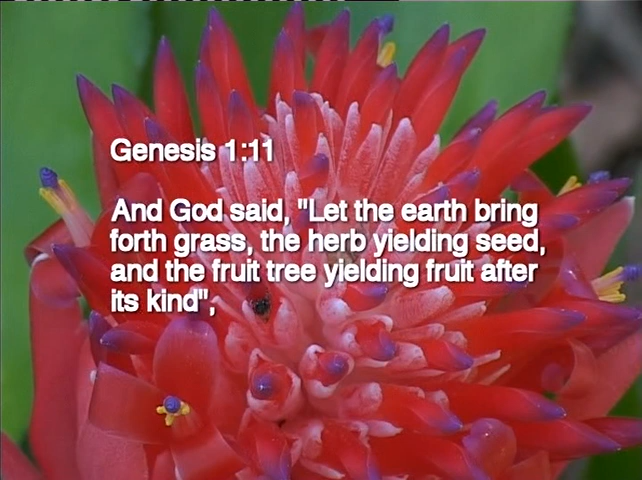 Genesis 1:11
And God said, "Let the earth bring
forth grass, the herb yielding seed,
and the fruit tree yielding fruit after
its kind",